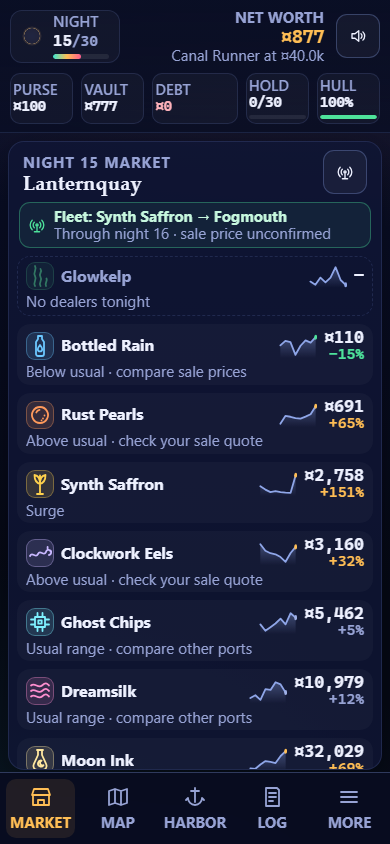 NIGHT
15/30
NET WORTH
¤877
Canal Runner at ¤40.0k
PURSE
¤100
VAULT
¤777
DEBT
¤0
HOLD
0/30
HULL
100%
NIGHT 15 MARKET
Lanternquay
Fleet: Synth Saffron → Fogmouth
Through night 16 · sale price unconfirmed
Glowkelp
–
No dealers tonight
Bottled Rain
¤110
−15%
Below usual · compare sale prices
Rust Pearls
¤691
+65%
Above usual · check your sale quote
Synth Saffron
¤2,758
+151%
Surge
Clockwork Eels
¤3,160
+32%
Above usual · check your sale quote
Ghost Chips
¤5,462
+5%
Usual range · compare other ports
Dreamsilk
¤10,979
+12%
Usual range · compare other ports
Moon Ink
¤32,029
+69%
MARKET
MAP
HARBOR
LOG
MORE